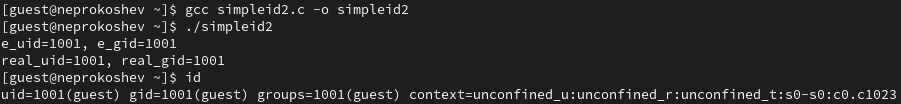 [guest@neprokoshev ~]$ gcc simpleid2.c -o simpleid2
[guest@neprokoshev ~]$ ./simpleid2
e_uid=1001, e_gid=1001
real_uid=1001, real_gid=1001
[guest@neprokoshev ~]$ id
uid=1001(guest) gid=1001(guest) groups=1001(guest) context=unconfined_u:unconfined_r:unconfined_t:s0-s0:c0.c1023